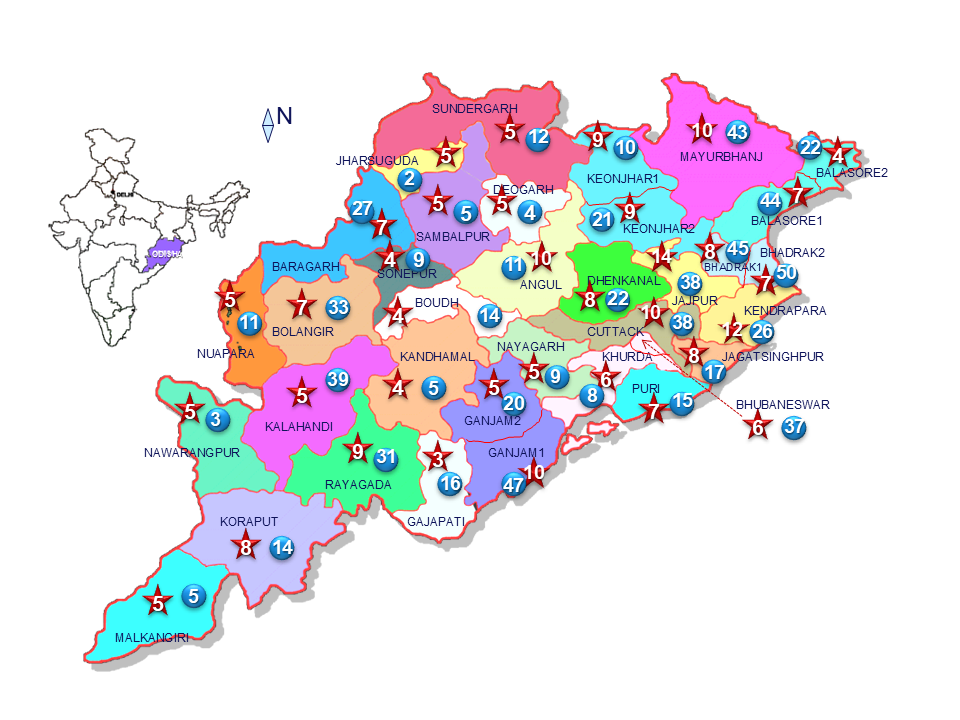 SUNDERGARH
N
5
12
9
10
10
43
MAYURBHANJ
22
4
BALASORE2
JHARSUGUDA
5
2
KEONJHAR1
DELHI
DEOGARH
27
7
5
5
SAMBALPUR
5
4
21
9
KEONJHAR2
44
7
BALASORE1
ODISHA
BARAGARH
4
9
SONEPUR
11
10
ANGUL
14
8
45
BHADRAK1
BHADRAK2
7
50
DHENKANAL
8
22
38
JAJPUR
5
11
NUAPARA
7
33
BOLANGIR
BOUDH
4
14
10
38
CUTTACK
KENDRAPARA
12
26
KANDHAMAL
4
5
NAYAGARH
5
9
KHURDA
6
8
8
JAGATSINGHPUR
17
39
5
KALAHANDI
5
20
GANJAM2
PURI
7
15
BHUBANESWAR
6
37
5
3
NAWARANGPUR
9
31
RAYAGADA
3
16
GAJAPATI
GANJAM1
10
47
KORAPUT
8
14
5
5
MALKANGIRI